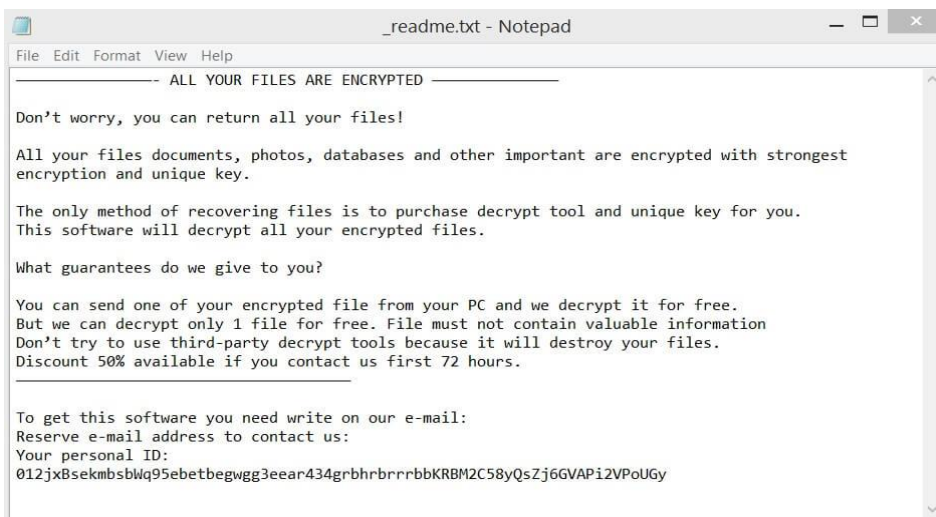 _readme.txt - Notepad
File Edit Format View Help
———————————-- ALL YOUR FILES ARE ENCRYPTED ———————————
Don’t worry, you can return all your files!
All your files documents, photos, databases and other important are encrypted with strongest
encryption and unique key.
The only method of recovering files is to purchase decrypt tool and unique key for you.
This software will decrypt all your encrypted files.
What guarantees do we give to you?
You can send one of your encrypted file from your PC and we decrypt it for free.
But we can decrypt only 1 file for free. File must not contain valuable information
Don’t try to use third-party decrypt tools because it will destroy your files.
Discount 50% available if you contact us first 72 hours.
To get this software you need write on our e-mail:
Reserve e-mail address to contact us:
Your personal ID:
012jxBsekmbsbWq95ebetbegwgg3eear434grbhrbrrrbbKRBM2C58yQsZj6GVAPi2VPoUGy